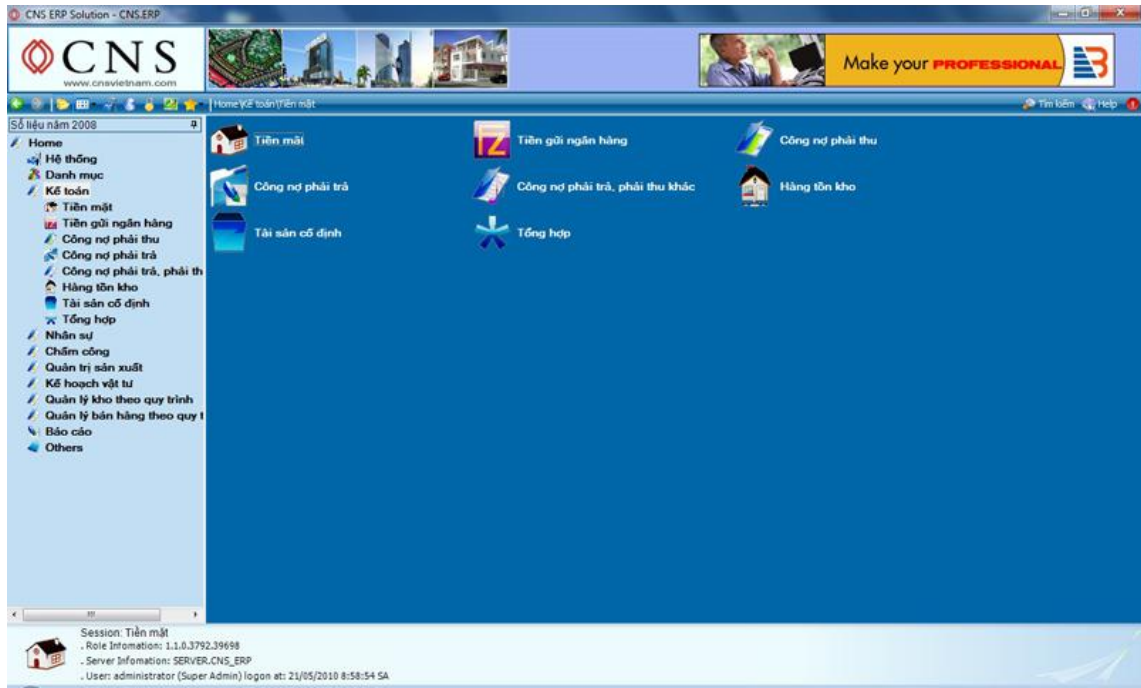 CNS ERP Solution - CNS.ERP
CNS
www.cnsvietnam.com
Make your PROFESSIONAL
Home\Kế toán\Tiền mặt
Tìm kiếm Help
Số liệu năm 2008
Home
Hệ thống
Danh mục
Kế toán
Tiền mặt
Tiền gửi ngân hàng
Công nợ phải thu
Công nợ phải trả
Công nợ phải trả, phải th
Hàng tồn kho
Tài sản cố định
Tổng hợp
Nhân sự
Chấm công
Quản trị sản xuất
Kế hoạch vật tư
Quản lý kho theo quy trình
Quản lý bán hàng theo quy t
Báo cáo
Others
Tiền mặt Tiền gửi ngân hàng Công nợ phải thu
Công nợ phải trả Công nợ phải trả, phải thu khác Hàng tồn kho
Tài sản cố định Tổng hợp
Session: Tiền mặt
. Role Infomation: 1.1.0.3792.39698
. Server Infomation: SERVER.CNS_ERP
. User: administrator (Super Admin) logon at: 21/05/2010 8:58:54 SA